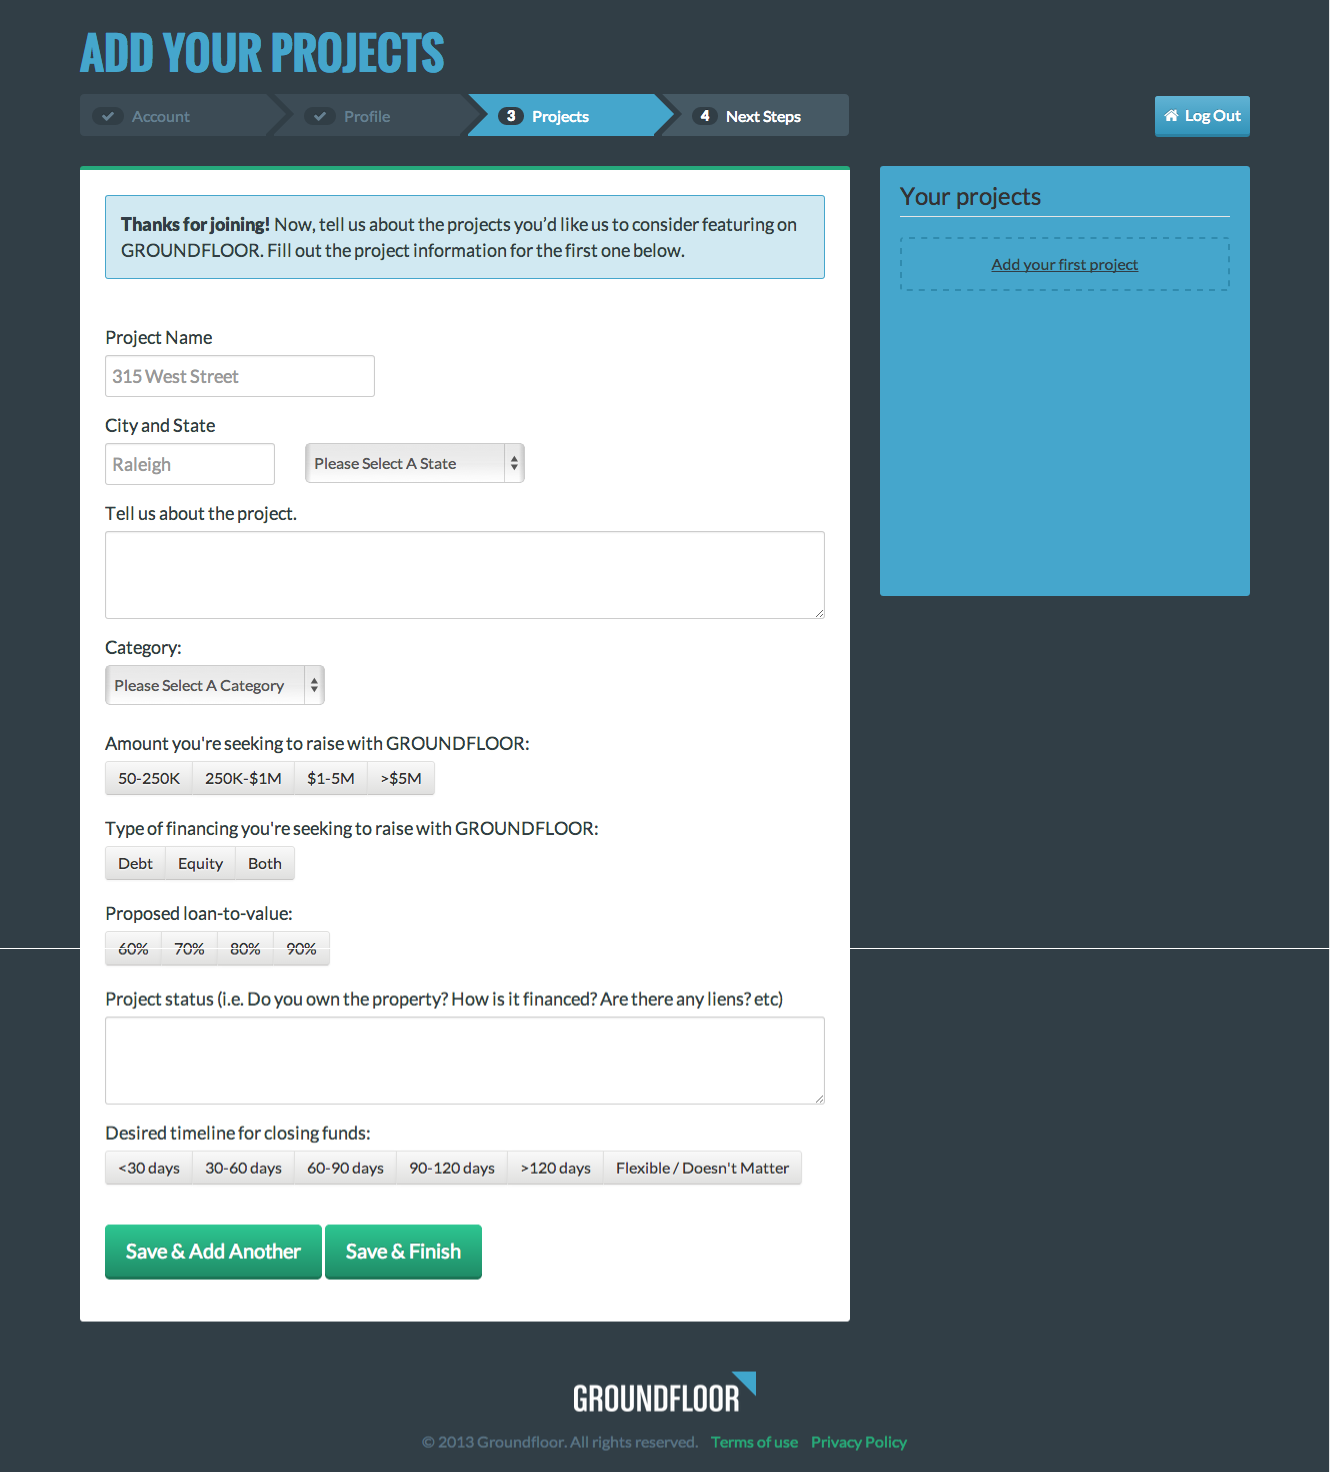 ADD YOUR PROJECTS
Account
Profile
3 Projects
4 Next Steps
Log Out
Thanks for joining! Now, tell us about the projects you’d like us to consider featuring on
GROUNDFLOOR. Fill out the project information for the first one below.
Your projects
Add your first project
Project Name
315 West Street
City and State
Raleigh
Please Select A State
Tell us about the project.
Category:
Please Select A Category
Amount you're seeking to raise with GROUNDFLOOR:
50-250K 250K-$1M $1-5M >$5M
Type of financing you're seeking to raise with GROUNDFLOOR:
Debt Equity Both
Proposed loan-to-value:
60% 70% 80% 90%
Project status (i.e. Do you own the property? How is it financed? Are there any liens? etc)
Desired timeline for closing funds:
<30 days 30-60 days 60-90 days 90-120 days >120 days Flexible / Doesn't Matter
Save & Add Another Save & Finish
GROUNDFLOOR
© 2013 Groundfloor. All rights reserved. Terms of use Privacy Policy